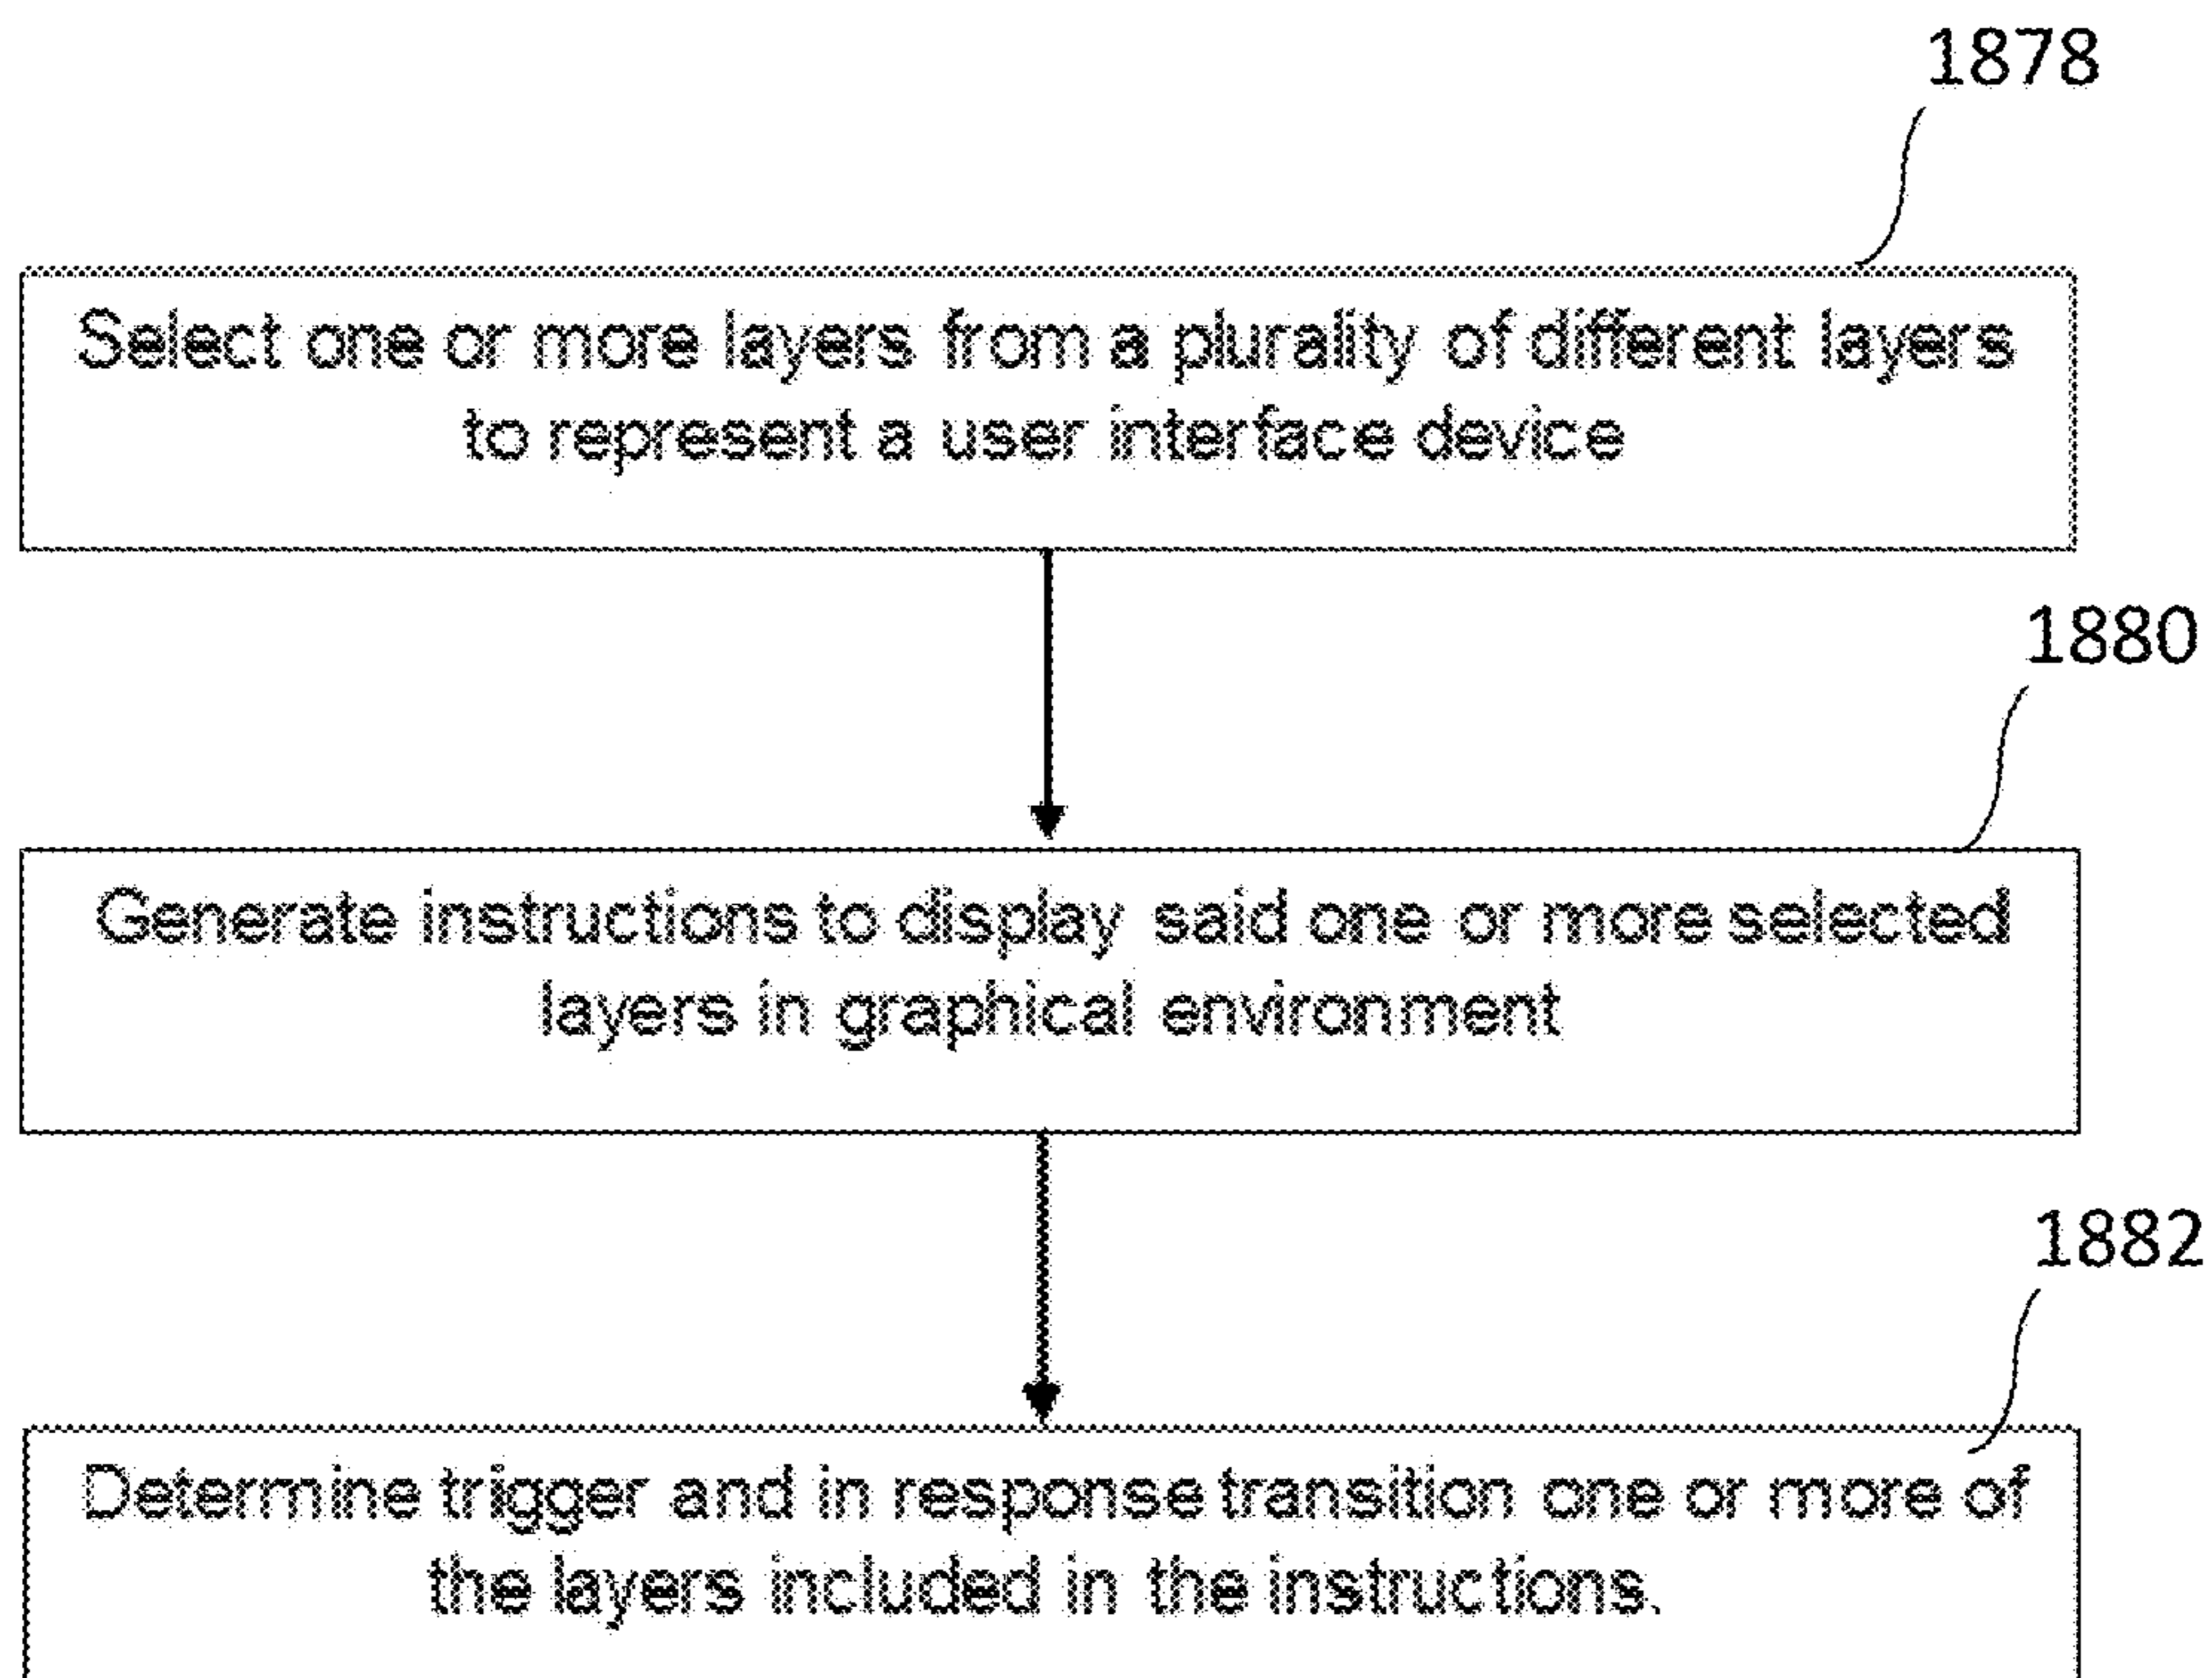 1878
Select one or more layers from a plurality of different layers
to represent a user interface device
1880
Generate instructions to display said one or more selected
layers in graphical environment
1882
Determine trigger and in response transition one or more of
the layers included in the instructions.